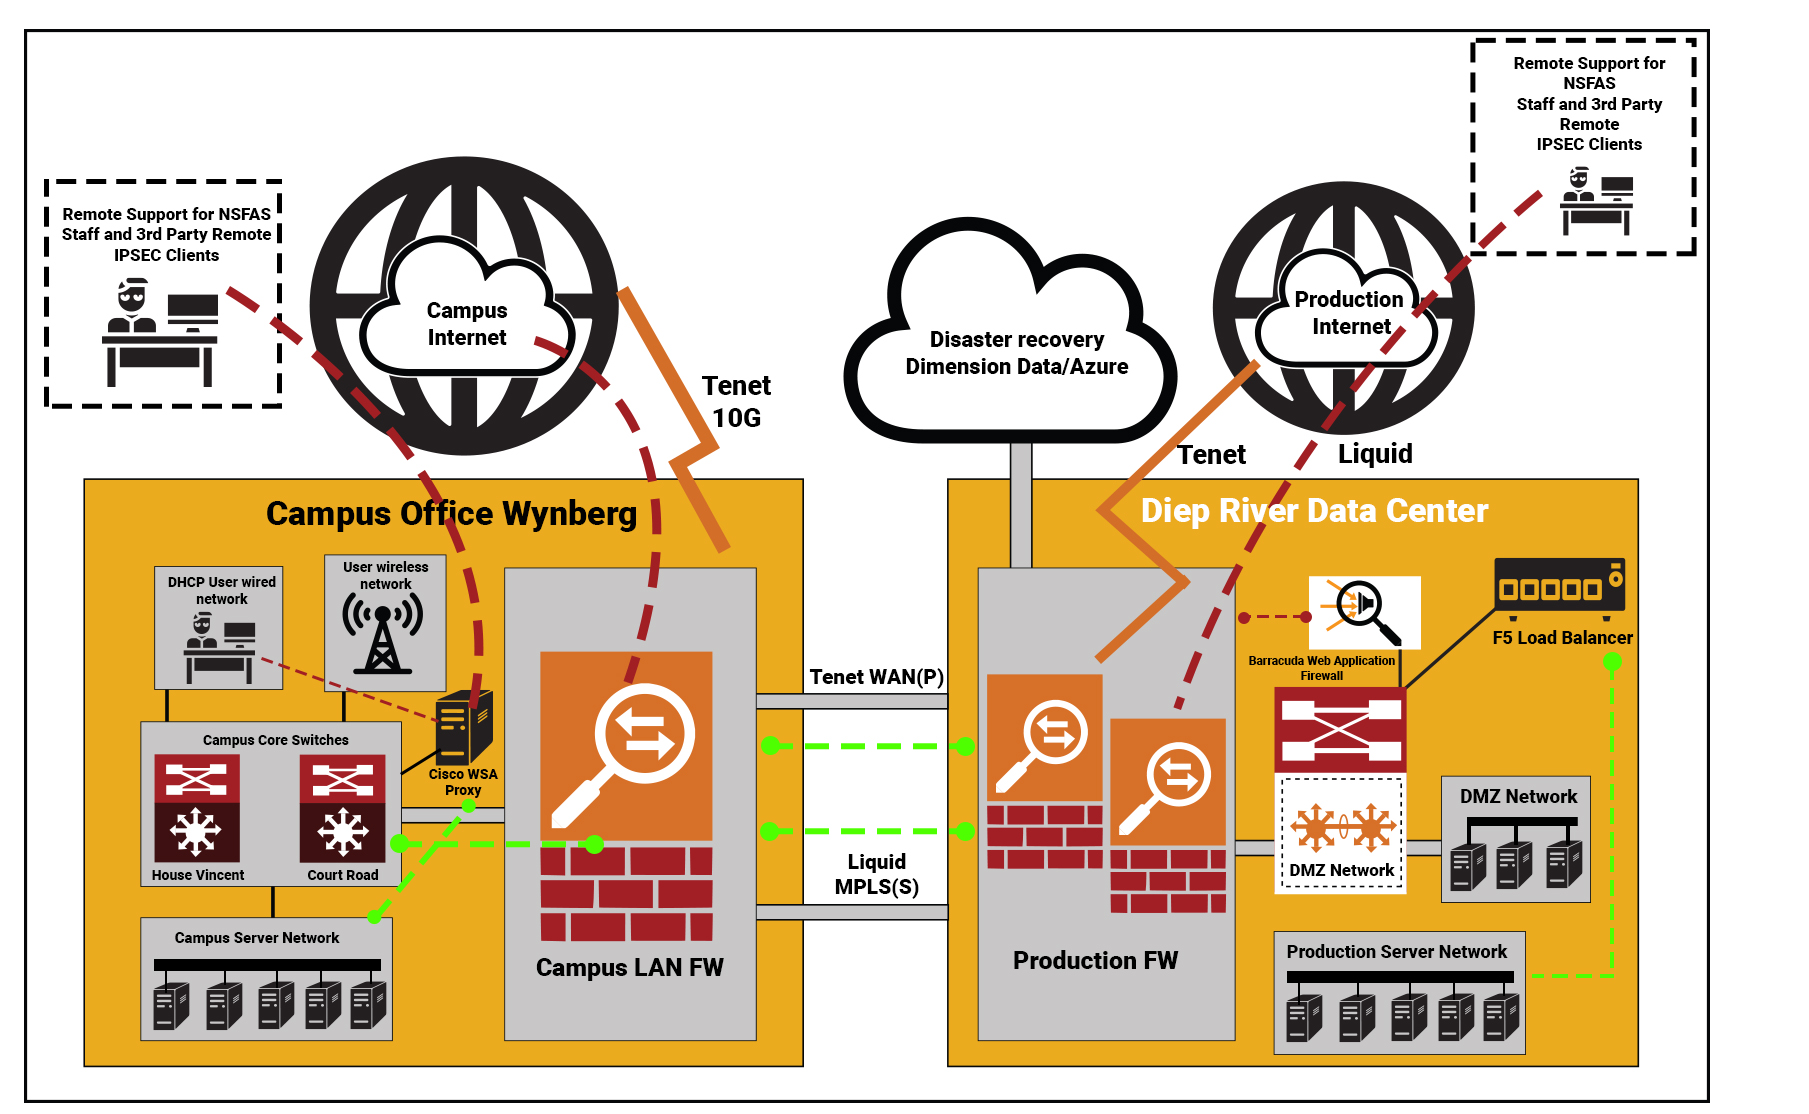 Remote Support for
NSFAS
Staff and 3rd Party
Remote
IPSEC Clients
Remote Support for NSFAS
Staff and 3rd Party Remote
IPSEC Clients
Campus
Internet
Tenet
10G
Disaster recovery
Dimension Data/Azure
Production
Internet
Tenet
Liquid
Campus Office Wynberg
DHCP User wired
network
User wireless
network
Campus Core Switches
House Vincent
Court Road
Cisco WSA
Proxy
Campus Server Network
Campus LAN FW
Tenet WAN(P)
Liquid
MPLS(S)
Diep River Data Center
Production FW
Barracuda Web Application
Firewall
F5 Load Balancer
DMZ Network
DMZ Network
Production Server Network